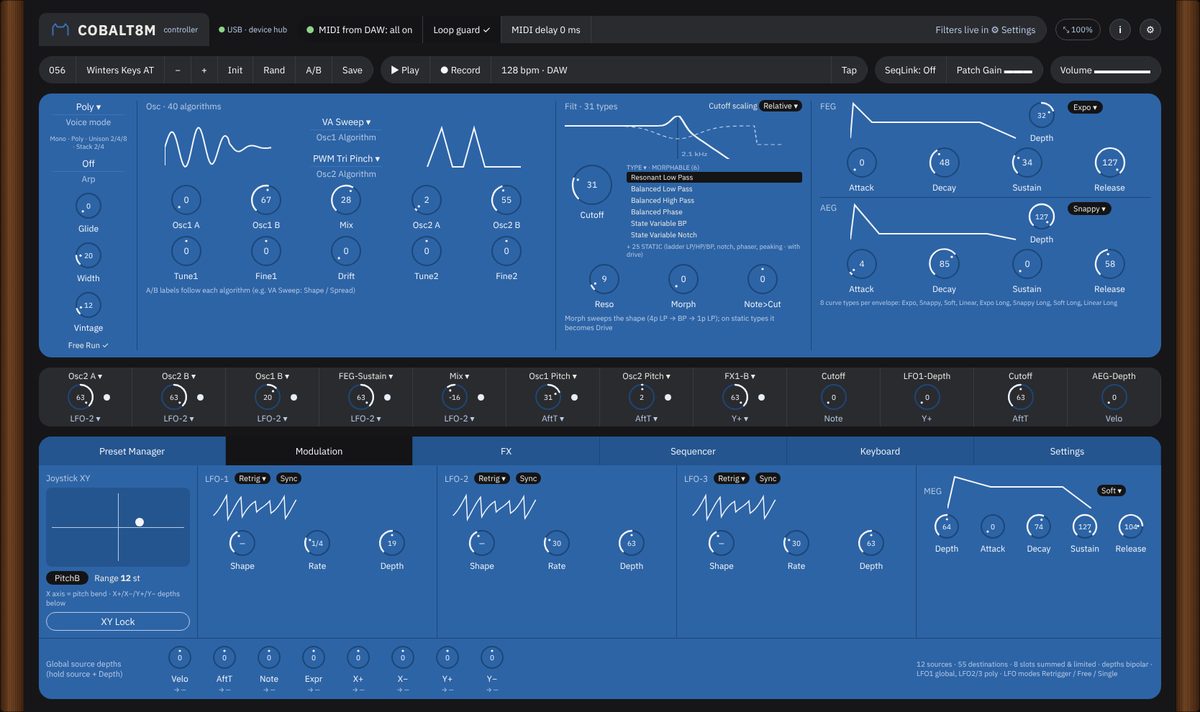 COBALT8M controller USB · device hub MIDI from DAW: all on Loop guard ✓ MIDI delay 0 ms Filters live in ⚙ Settings ⤡100% i ⚙
056 Winters Keys AT − + Init Rand A/B Save ▶ Play ● Record 128 bpm · DAW Tap SeqLink: Off Patch Gain Volume
Poly ▾
Voice mode
Mono · Poly · Unison 2/4/8
· Stack 2/4
Off
Arp
0
Glide
20
Width
12
Vintage
Free Run ✓
Osc · 40 algorithms
VA Sweep ▾
Osc1 Algorithm
PWM Tri Pinch ▾
Osc2 Algorithm
0 67 28 2 55
Osc1 A Osc1 B Mix Osc2 A Osc2 B
0 0 0 0 0
Tune1 Fine1 Drift Tune2 Fine2
A/B labels follow each algorithm (e.g. VA Sweep: Shape / Spread)
Filt · 31 types Cutoff scaling Relative ▾
2.1 kHz
31
Cutoff
TYPE ▾ · MORPHABLE (6)
Resonant Low Pass
Balanced Low Pass
Balanced High Pass
Balanced Phase
State Variable BP
State Variable Notch
+ 25 STATIC (ladder LP/HP/BP, notch, phaser, peaking · with
drive)
9 0 0
Reso Morph Note>Cut
Morph sweeps the shape (4p LP → BP → 1p LP); on static types it
becomes Drive
FEG 32 Expo ▾
Depth
0 48 34 127
Attack Decay Sustain Release
AEG 127 Snappy ▾
Depth
4 85 0 58
Attack Decay Sustain Release
8 curve types per envelope: Expo, Snappy, Soft, Linear, Expo Long, Snappy Long, Soft Long, Linear Long
Osc2 A ▾ Osc2 B ▾ Osc1 B ▾ FEG-Sustain ▾ Mix ▾ Osc1 Pitch ▾ Osc2 Pitch ▾ FX1-B ▾ Cutoff LFO1-Depth Cutoff AEG-Depth
63 63 20 63 -16 31 2 63 0 0 63 0
LFO-2 ▾ LFO-2 ▾ LFO-2 ▾ LFO-2 ▾ LFO-2 ▾ AftT ▾ AftT ▾ Y+ ▾ Note Y+ AftT Velo
Preset Manager Modulation FX Sequencer Keyboard Settings
Joystick XY
PitchB Range 12 st
X axis = pitch bend · X+/X−/Y+/Y− depths
below
XY Lock
LFO-1 Retrig ▾ Sync
− 1/4 19
Shape Rate Depth
LFO-2 Retrig ▾ Sync
− 30 63
Shape Rate Depth
LFO-3 Retrig ▾ Sync
− 30 63
Shape Rate Depth
MEG Soft ▾
64 0 74 127 104
Depth Attack Decay Sustain Release
Global source depths
(hold source + Depth)
0 0 0 0 0 0 0 0
Velo AftT Note Expr X+ X− Y+ Y−
→ − → − → − → − → − → − → − → −
12 sources · 55 destinations · 8 slots summed & limited · depths bipolar ·
LFO1 global, LFO2/3 poly · LFO modes Retrigger / Free / Single